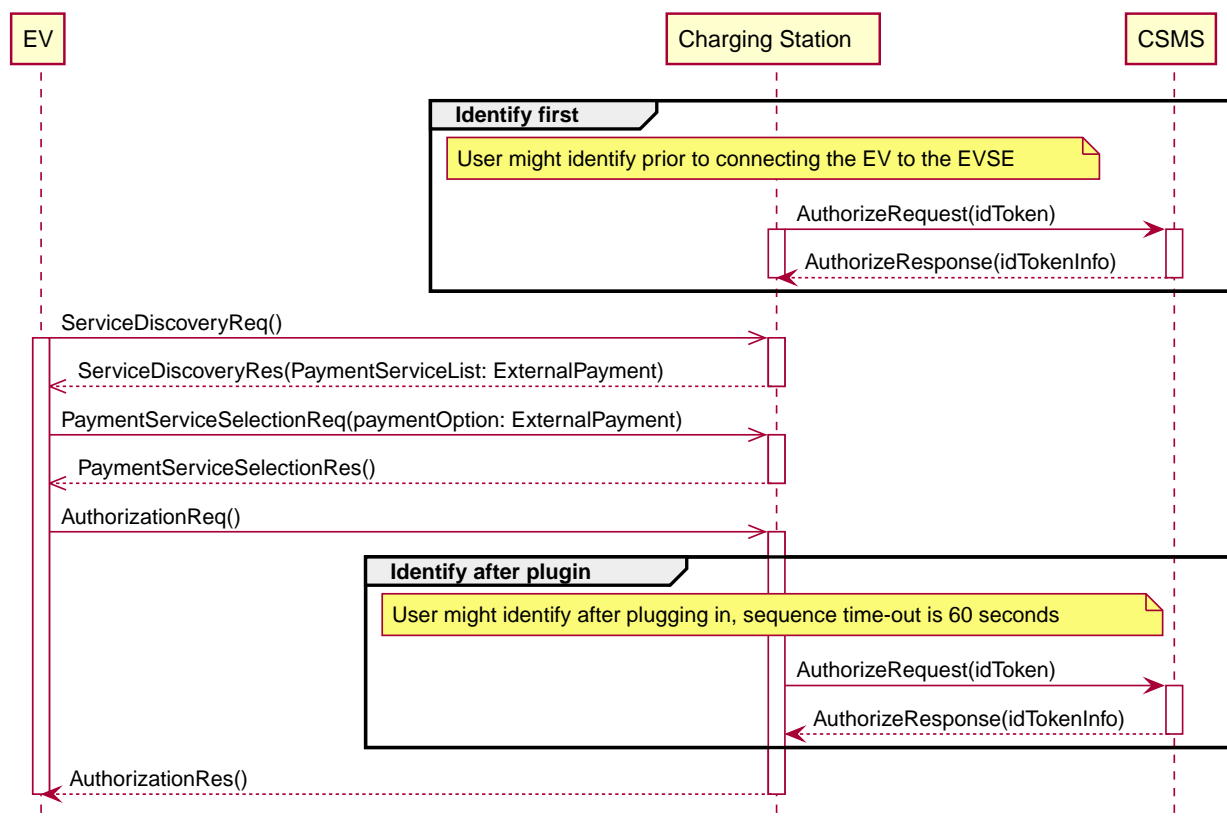 EV
Charging Station
CSMS
Identify first
User might identify prior to connecting the EV to the EVSE
AuthorizeRequest(idToken)
AuthorizeResponse(idTokenInfo)
ServiceDiscoveryReq()
ServiceDiscoveryRes(PaymentServiceList: ExternalPayment)
PaymentServiceSelectionReq(paymentOption: ExternalPayment)
PaymentServiceSelectionRes()
AuthorizationReq()
Identify after plugin
User might identify after plugging in, sequence time-out is 60 seconds
AuthorizeRequest(idToken)
AuthorizeResponse(idTokenInfo)
AuthorizationRes()